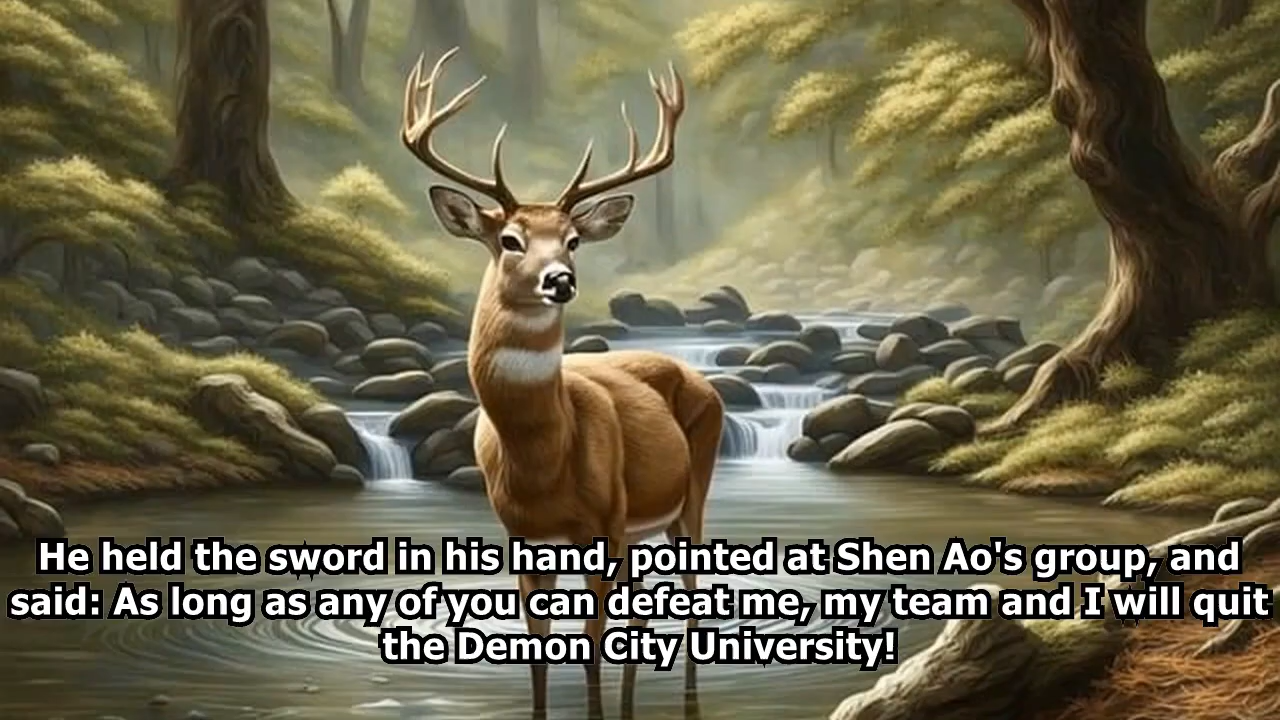 He held the sword in his hand, pointed at Shen Ao's group, and
said: As long as any of you can defeat me, my team and I will quit
the Demon City University!